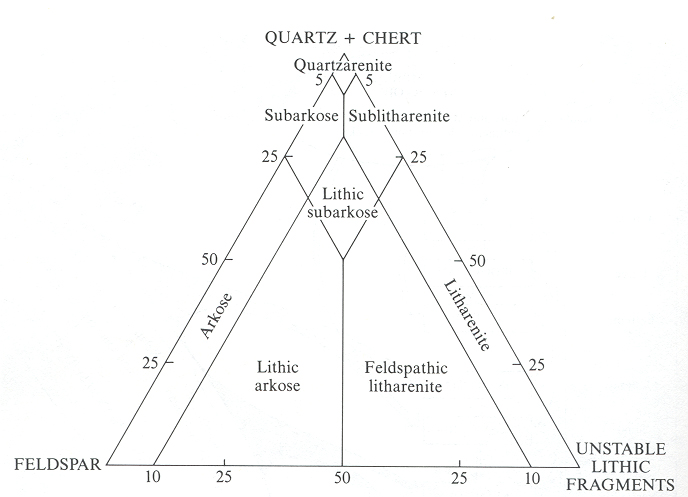 QUARTZ + CHERT
Quartzarenite
5 5
Subarkose Sublitharenite
25 25
Lithic
subarkose
50 50
Arkose
Litharenite
25 25
Lithic
arkose
Feldspathic
litharenite
FELDSPAR
UNSTABLE
LITHIC
FRAGMENTS
10 25 50 25 10